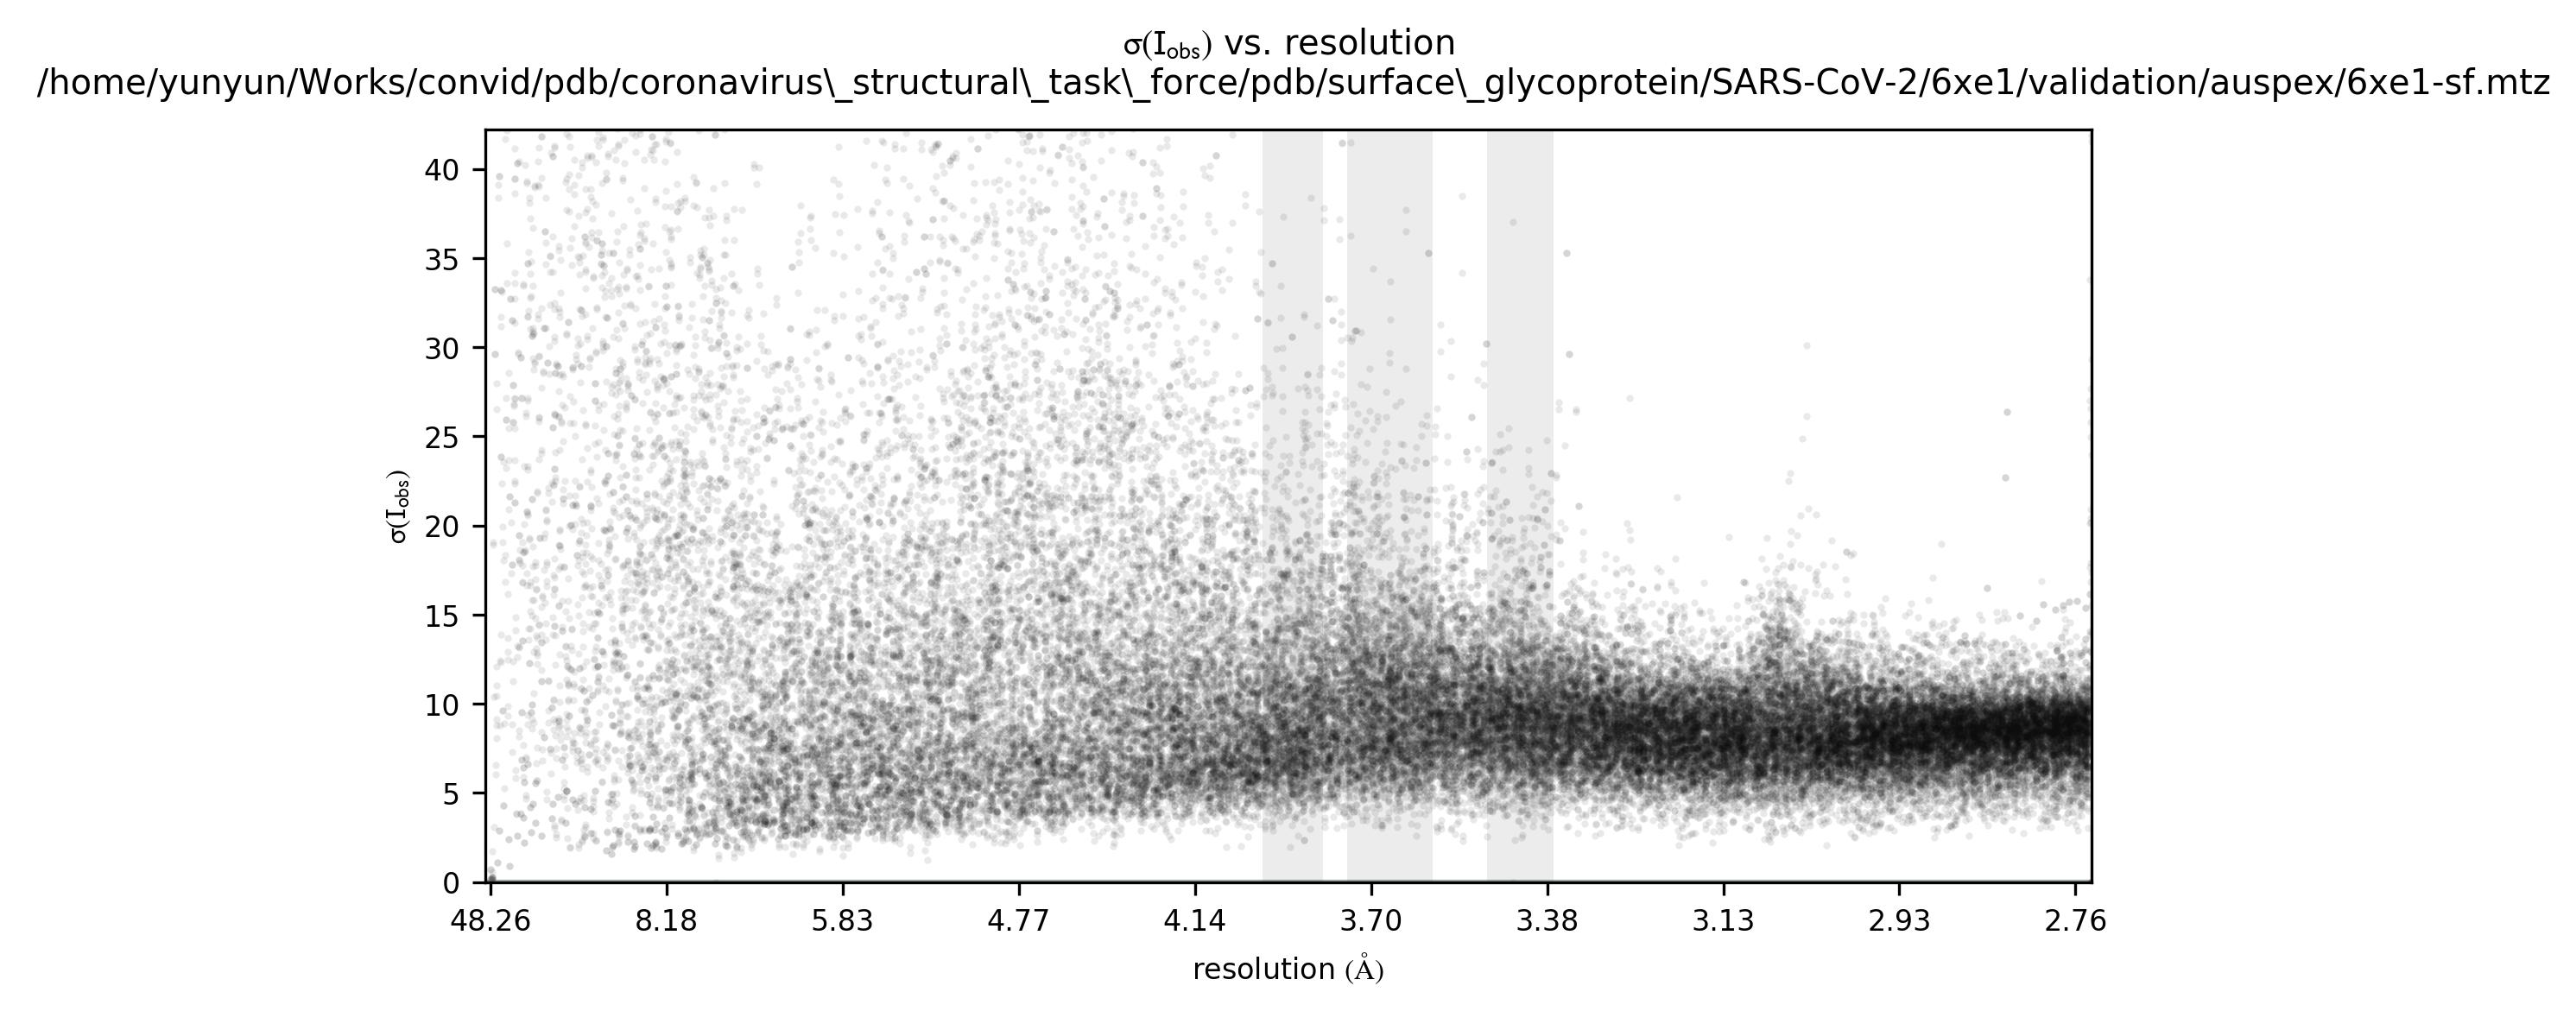 σ(I_obs) vs. resolution
/home/yunyun/Works/convid/pdb/coronavirus\_structural\_task\_force/pdb/surface\_glycoprotein/SARS-CoV-2/6xe1/validation/auspex/6xe1-sf.mtz
40
35
30
25
20
15
10
5
0
σ(I_obs)
48.26 8.18 5.83 4.77 4.14 3.70 3.38 3.13 2.93 2.76
resolution (Å)